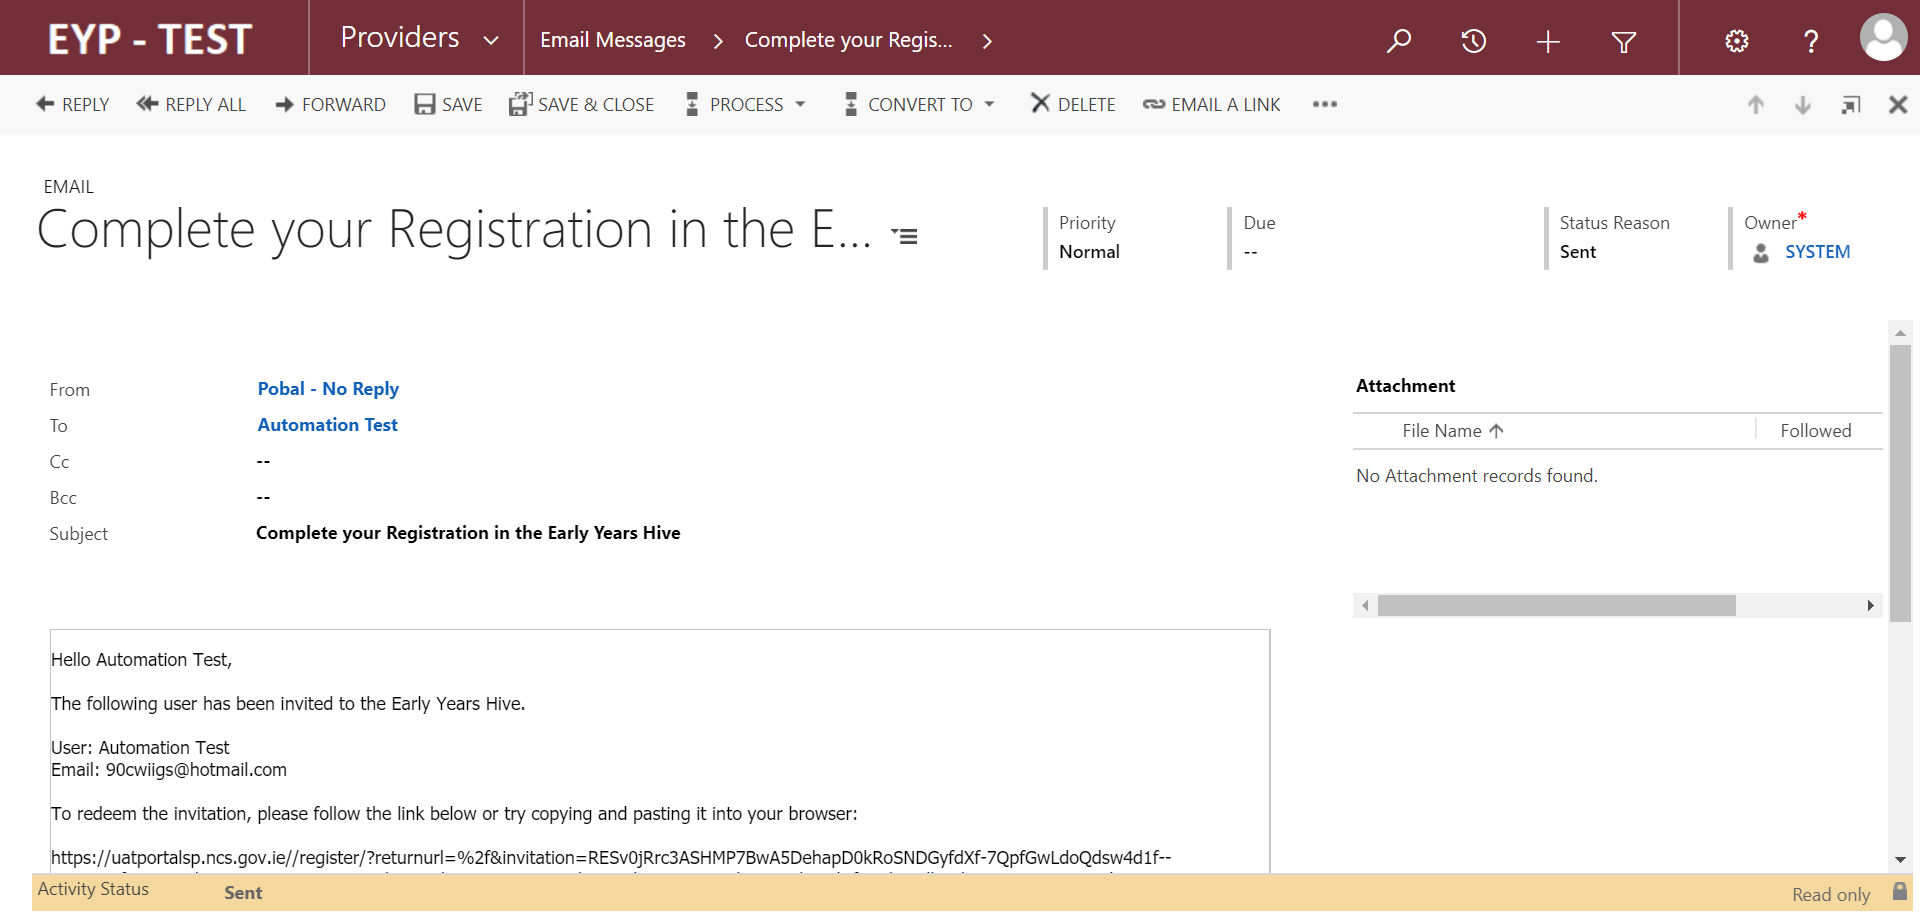 EYP - TEST
Providers
Email Messages
Complete your Regis...
REPLY
REPLY ALL
FORWARD
SAVE
SAVE & CLOSE
PROCESS
CONVERT TO
DELETE
EMAIL A LINK
EMAIL
Complete your Registration in the E...
Priority
Normal
Due
--
Status Reason
Sent
Owner*
SYSTEM
From
Pobal - No Reply
To
Automation Test
Cc
--
Bcc
--
Subject
Complete your Registration in the Early Years Hive
Attachment
File Name
Followed
No Attachment records found.
Hello Automation Test,
The following user has been invited to the Early Years Hive.
User: Automation Test
Email: 90cwiigs@hotmail.com
To redeem the invitation, please follow the link below or try copying and pasting it into your browser:
https://uatportalsp.ncs.gov.ie//register/?returnurl=%2f&invitation=RESv0jRrc3ASHMP7BwA5DehapD0kRoSNDGyfdXf-7QpfGwLdoQdsw4d1f--
Activity Status
Sent
Read only